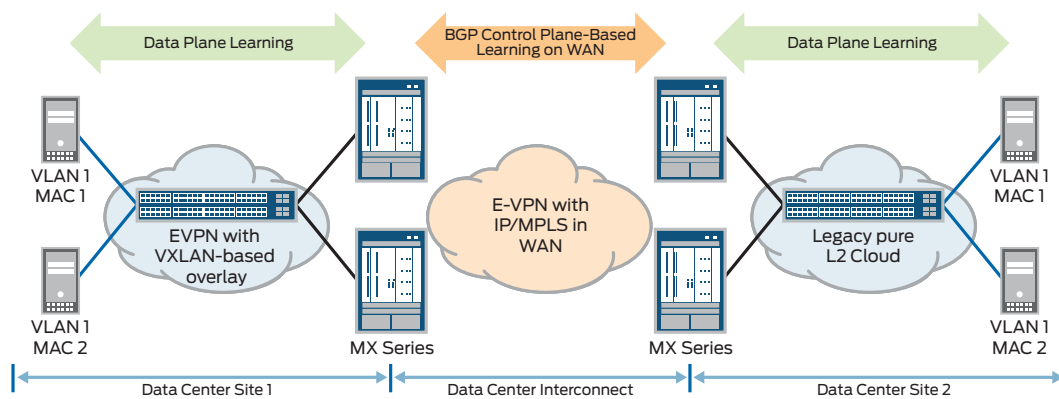 Data Plane Learning
BGP Control Plane-Based
Learning on WAN
Data Plane Learning
VLAN 1
MAC 1
VLAN 1
MAC 2
EVPN with
VXLAN-based
overlay
MX Series
E-VPN with
IP/MPLS in
WAN
MX Series
Legacy pure
L2 Cloud
VLAN 1
MAC 1
VLAN 1
MAC 2
Data Center Site 1
Data Center Interconnect
Data Center Site 2